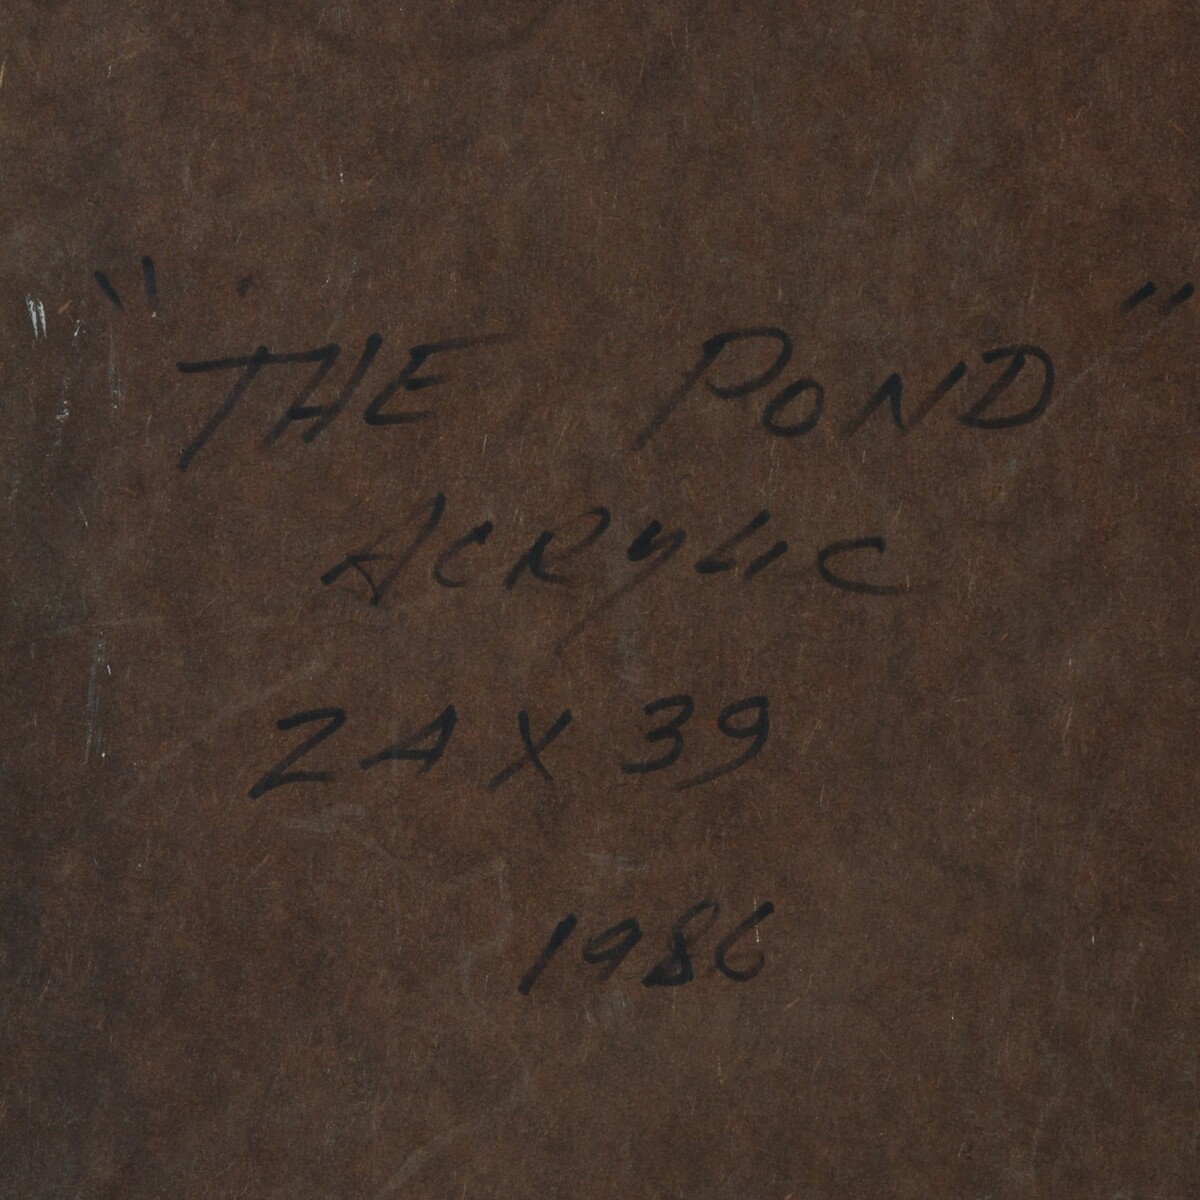 "THE POND"
ACRYLIC
24 X 39
1986